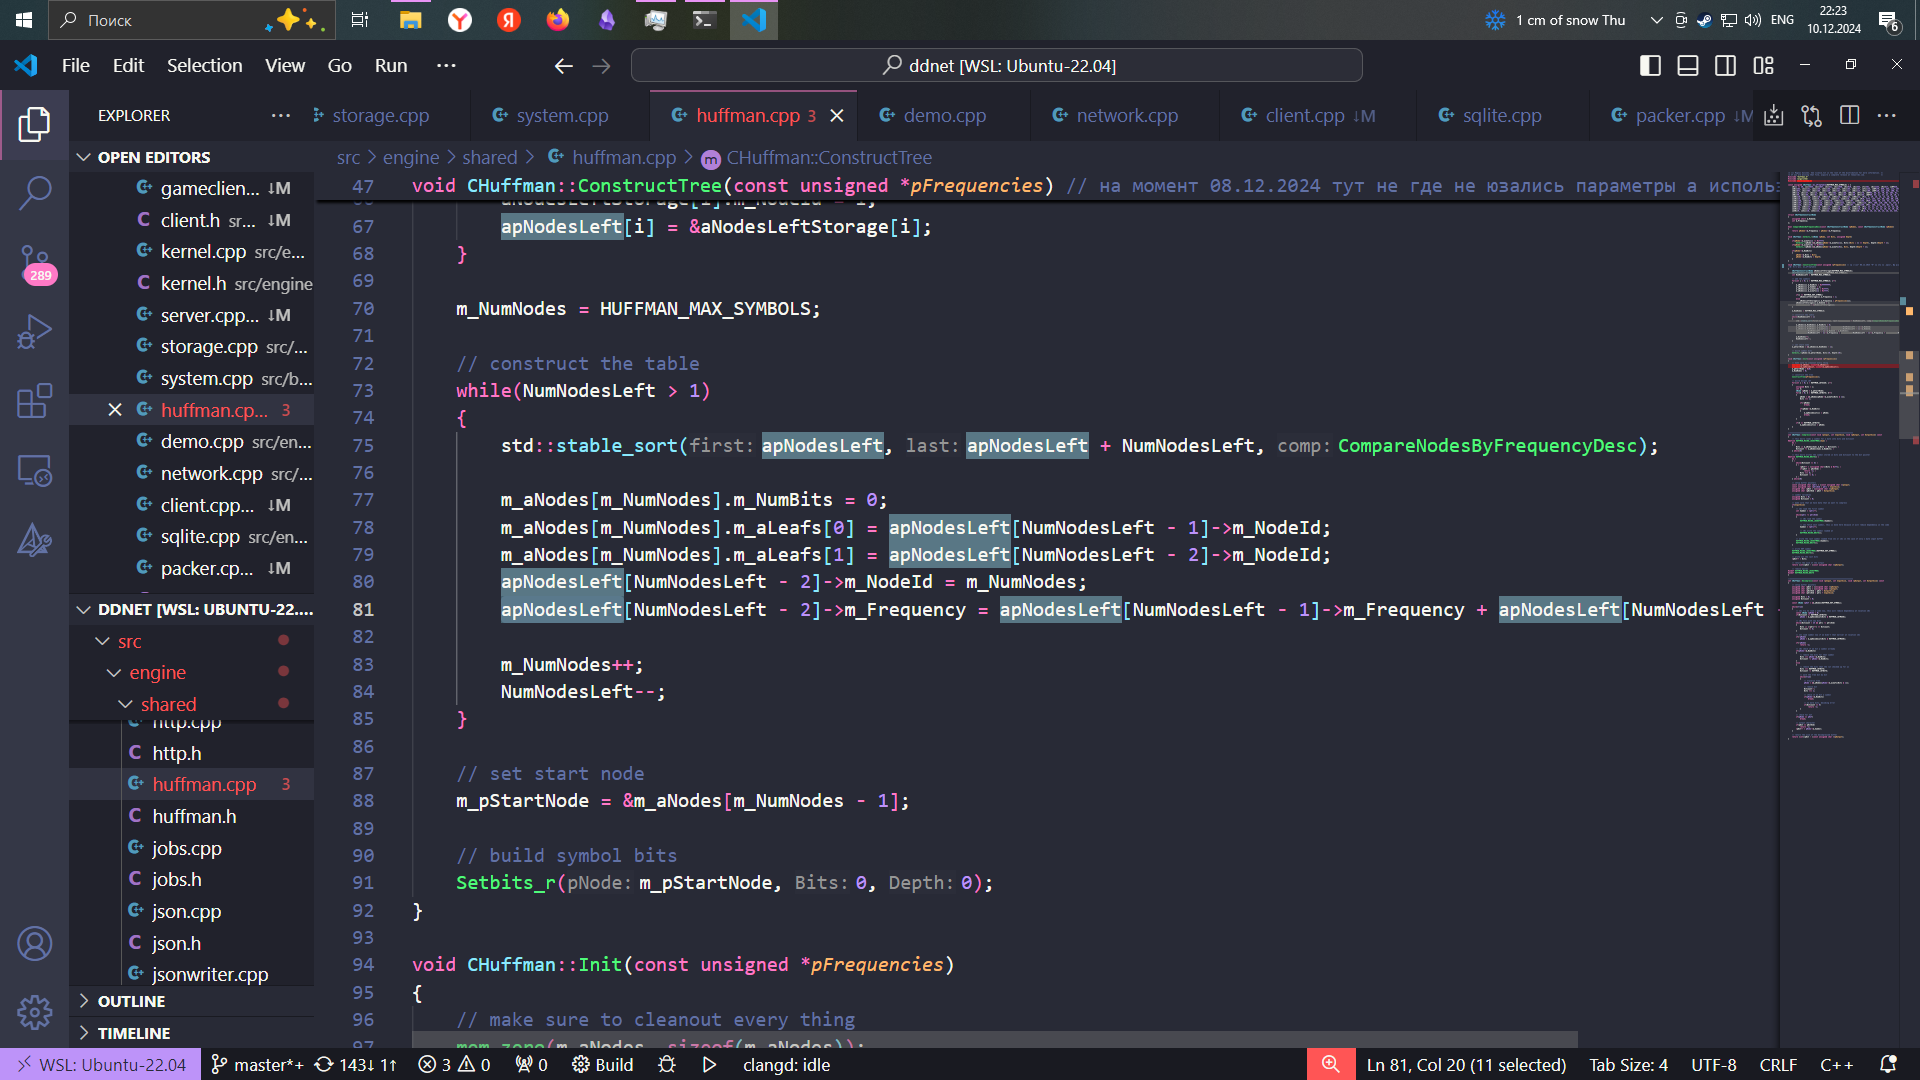 Поиск
1 cm of snow Thu
ENG
22:23
10.12.2024
6
File Edit Selection View Go Run ···
ddnet [WSL: Ubuntu-22.04]
EXPLORER ···
storage.cpp
system.cpp
huffman.cpp 3
demo.cpp
network.cpp
client.cpp ↓M
sqlite.cpp
packer.cpp ↓M
src > engine > shared > huffman.cpp > CHuffman::ConstructTree
OPEN EDITORS
gameclien... ↓M
client.h sr... ↓M
kernel.cpp src/e...
kernel.h src/engine
server.cpp... ↓M
storage.cpp src/...
system.cpp src/b...
huffman.cp... 3
demo.cpp src/en...
network.cpp src/...
client.cpp... ↓M
sqlite.cpp src/en...
packer.cp... ↓M
289
DDNET [WSL: UBUNTU-22....
src
engine
shared
http.cpp
http.h
huffman.cpp 3
huffman.h
jobs.cpp
jobs.h
json.cpp
json.h
jsonwriter.cpp
OUTLINE
TIMELINE
47 void CHuffman::ConstructTree(const unsigned *pFrequencies) // на момент 08.12.2024 тут не где не юзались параметры а использ
67 apNodesLeft[i] = &aNodesLeftStorage[i];
68 }
69
70 m_NumNodes = HUFFMAN_MAX_SYMBOLS;
71
72 // construct the table
73 while(NumNodesLeft > 1)
74 {
75 std::stable_sort(first: apNodesLeft, last: apNodesLeft + NumNodesLeft, comp: CompareNodesByFrequencyDesc);
76
77 m_aNodes[m_NumNodes].m_NumBits = 0;
78 m_aNodes[m_NumNodes].m_aLeafs[0] = apNodesLeft[NumNodesLeft - 1]->m_NodeId;
79 m_aNodes[m_NumNodes].m_aLeafs[1] = apNodesLeft[NumNodesLeft - 2]->m_NodeId;
80 apNodesLeft[NumNodesLeft - 2]->m_NodeId = m_NumNodes;
81 apNodesLeft[NumNodesLeft - 2]->m_Frequency = apNodesLeft[NumNodesLeft - 1]->m_Frequency + apNodesLeft[NumNodesLeft
82
83 m_NumNodes++;
84 NumNodesLeft--;
85 }
86
87 // set start node
88 m_pStartNode = &m_aNodes[m_NumNodes - 1];
89
90 // build symbol bits
91 Setbits_r(pNode: m_pStartNode, Bits: 0, Depth: 0);
92 }
93
94 void CHuffman::Init(const unsigned *pFrequencies)
95 {
96 // make sure to cleanout every thing
97 mem_zero(m_aNodes, sizeof(m_aNodes));
WSL: Ubuntu-22.04 master*+ 143↓ 1↑ 3 0 0 Build clangd: idle
Ln 81, Col 20 (11 selected) Tab Size: 4 UTF-8 CRLF C++